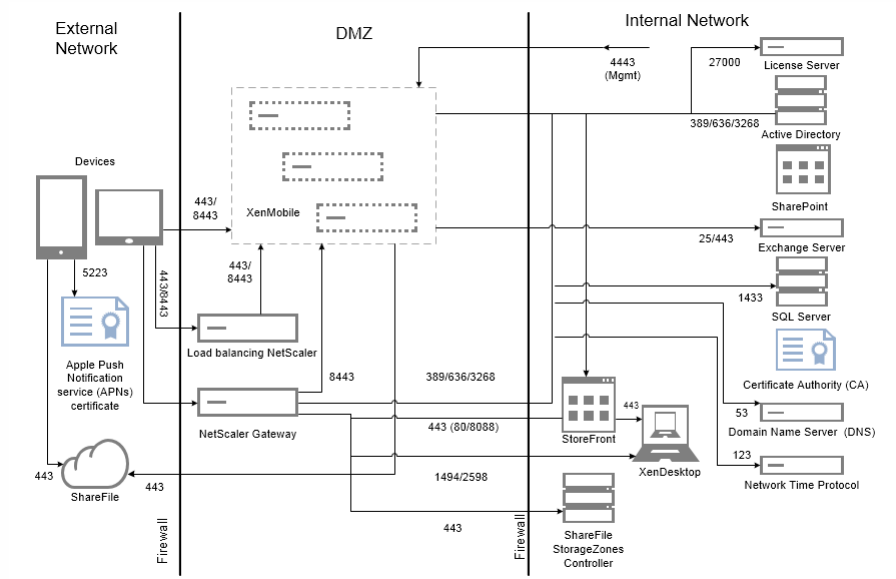 External
Network
DMZ
Internal Network
4443
(Mgmt)
27000
License Server
389/636/3268
Active Directory
Devices
SharePoint
443/
8443
XenMobile
25/443
Exchange Server
5223
443/8443
443/
8443
1433
SQL Server
Load balancing NetScaler
Apple Push
Notification
service (APNs)
certificate
8443
389/636/3268
Certificate Authority (CA)
443
53
NetScaler Gateway
443 (80/8088)
StoreFront
Domain Name Server (DNS)
123
XenDesktop
443
443
1494/2598
Network Time Protocol
ShareFile
Firewall
443
Firewall
ShareFile
StorageZones
Controller